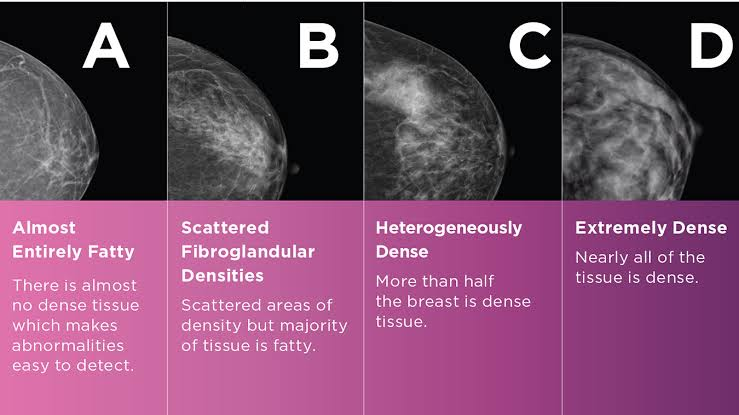 A
Almost
Entirely Fatty
There is almost
no dense tissue
which makes
abnormalities
easy to detect.
B
Scattered
Fibroglandular
Densities
Scattered areas of
density but majority
of tissue is fatty.
C
Heterogeneously
Dense
More than half
the breast is dense
tissue.
D
Extremely Dense
Nearly all of the
tissue is dense.